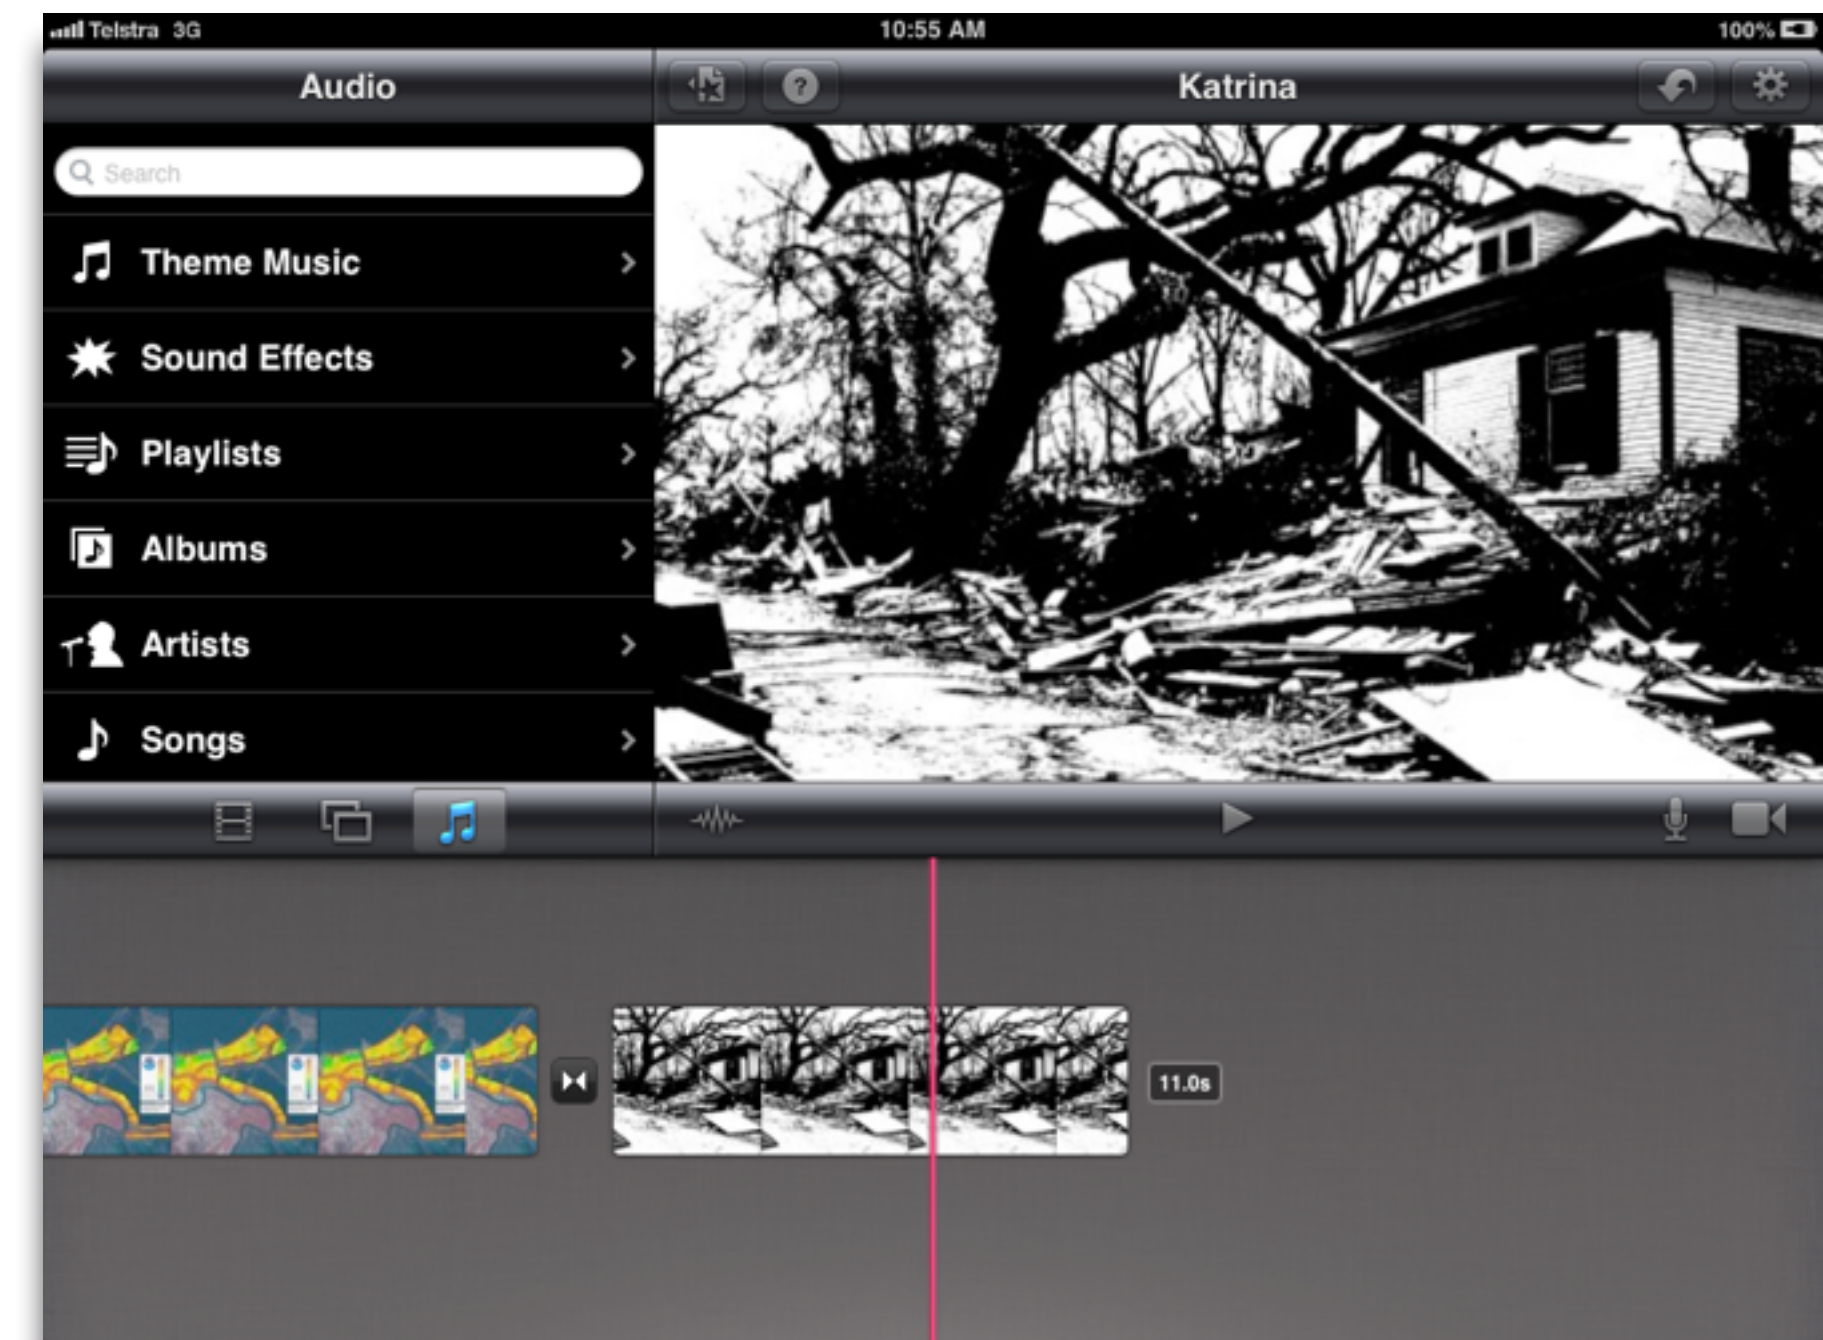 Telstra 3G
10:55 AM
100%
Audio
?
Katrina
Search
Theme Music
Sound Effects
Playlists
Albums
Artists
Songs
11.0s